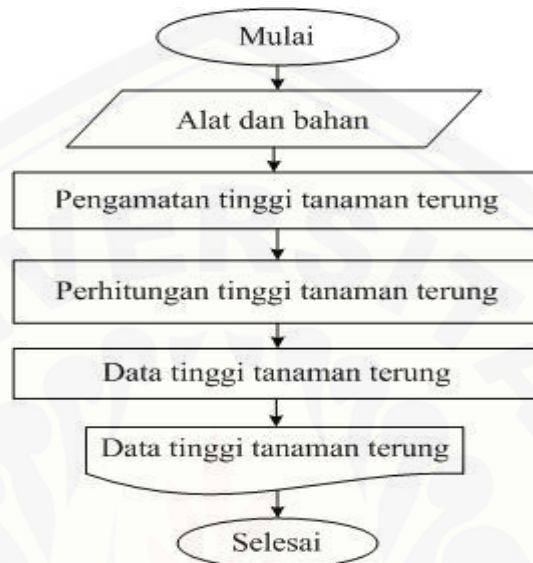 Mulai
Alat dan bahan
Pengamatan tinggi tanaman terung
Perhitungan tinggi tanaman terung
Data tinggi tanaman terung
Data tinggi tanaman terung
Selesai